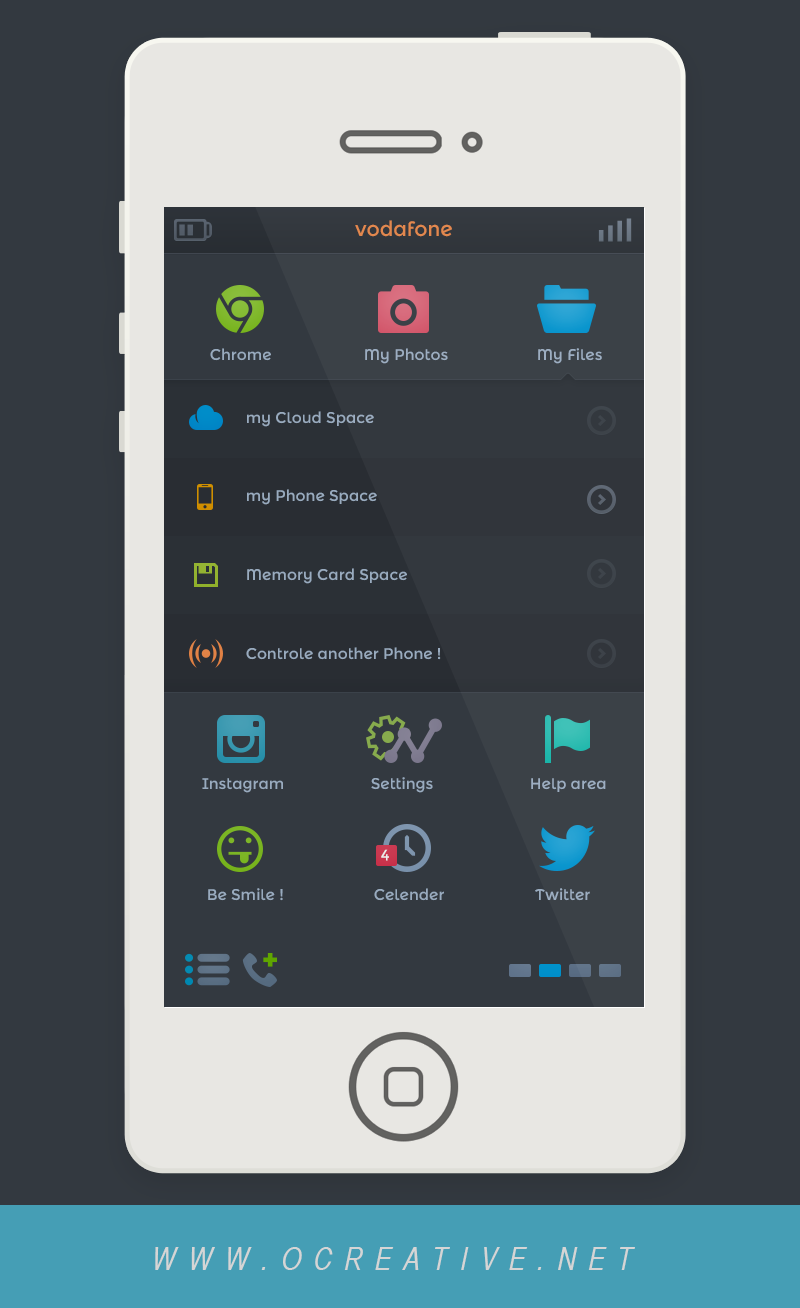 vodafone
Chrome My Photos My Files
my Cloud Space
my Phone Space
Memory Card Space
Controle another Phone !
Instagram Settings Help area
4
Be Smile ! Celender Twitter
WWW.OCREATIVE.NET